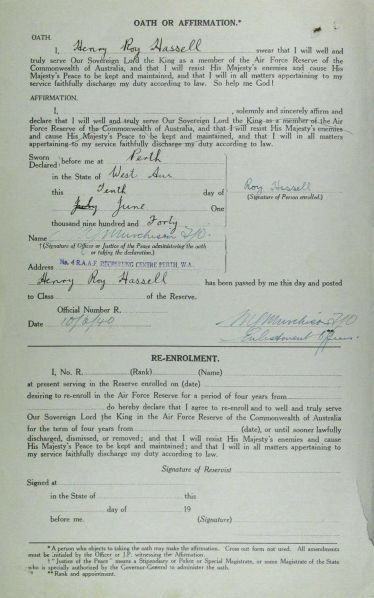 OATH OR AFFIRMATION.*
OATH.
I, Henry Roy Hassell swear that I will well and
truly serve Our Sovereign Lord the King as a member of the Air Force Reserve of the
Commonwealth of Australia, and that I will resist His Majesty's enemies and cause His
Majesty's Peace to be kept and maintained, and that I will in all matters appertaining to my
service faithfully discharge my duty according to law. So help me God!
AFFIRMATION.
I, , solemnly and sincerely affirm and
declare that I will well and truly serve Our Sovereign Lord the King as a member of the Air
Force Reserve of the Commonwealth of Australia, and that I will resist His Majesty's enemies
and cause His Majesty's Peace to be kept and maintained, and that I will in all matters
appertaining to my service faithfully discharge my duty according to law.
Sworn
Declared before me at Perth
in the State of West Aus
this Tenth day of
July June One
thousand nine hundred and Forty
Roy Hassell
(Signature of Person enrolled.)
Name M J Murchison F/O.
†(Signature of Officer or Justice of the Peace administering the oath
or taking the declaration.)
Address No. 4 R.A.A.F. RECRUITING CENTRE PERTH, W.A.
Henry Roy Hassell has been passed by me this day and posted
to Class of the Reserve.
Official Number R.
Date 10/6/40
M J Murchison F/O
Enlistment Officer.
RE-ENROLMENT.
I, No. R. (Rank) (Name)
at present serving in the Reserve enrolled on (date)
desiring to re-enrol in the Air Force Reserve for a period of four years from
do hereby declare that I agree to re-enrol and to well and truly serve
Our Sovereign Lord the King in the Air Force Reserve of the Commonwealth of Australia
for the term of four years from (date), or until sooner lawfully
discharged, dismissed, or removed; and that I will resist His Majesty's enemies and cause
His Majesty's Peace to be kept and maintained; and that I will in all matters appertaining to
my service faithfully discharge my duty according to law.
Signature of Reservist
Signed at
in the State of this
day of 19
before me. (Signature)
*A person who objects to taking the oath may make the affirmation. Cross out form not used. All amendments
must be initialed by the Officer or J.P. witnessing the Affirmation.
†"Justice of the Peace" means a Stipendiary or Police or Special Magistrate, or some Magistrate of the State
who is specially authorized by the Governor-General to administer the oath.
**Rank and appointment.